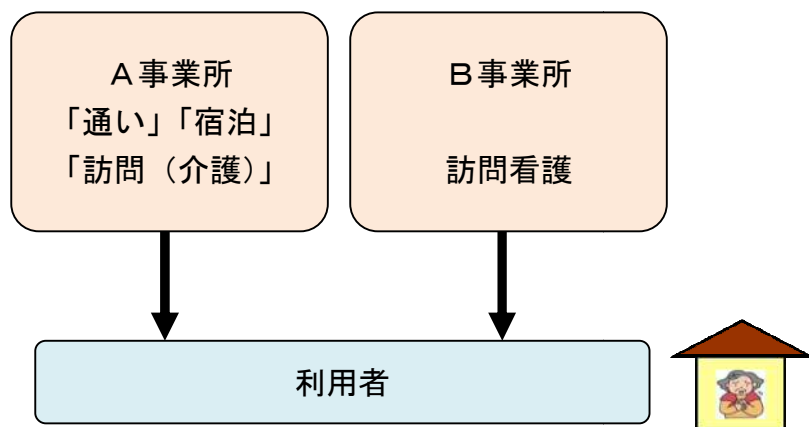 Ａ事業所
「通い」「宿泊」
「訪問（介護）」
Ｂ事業所
訪問看護
利用者